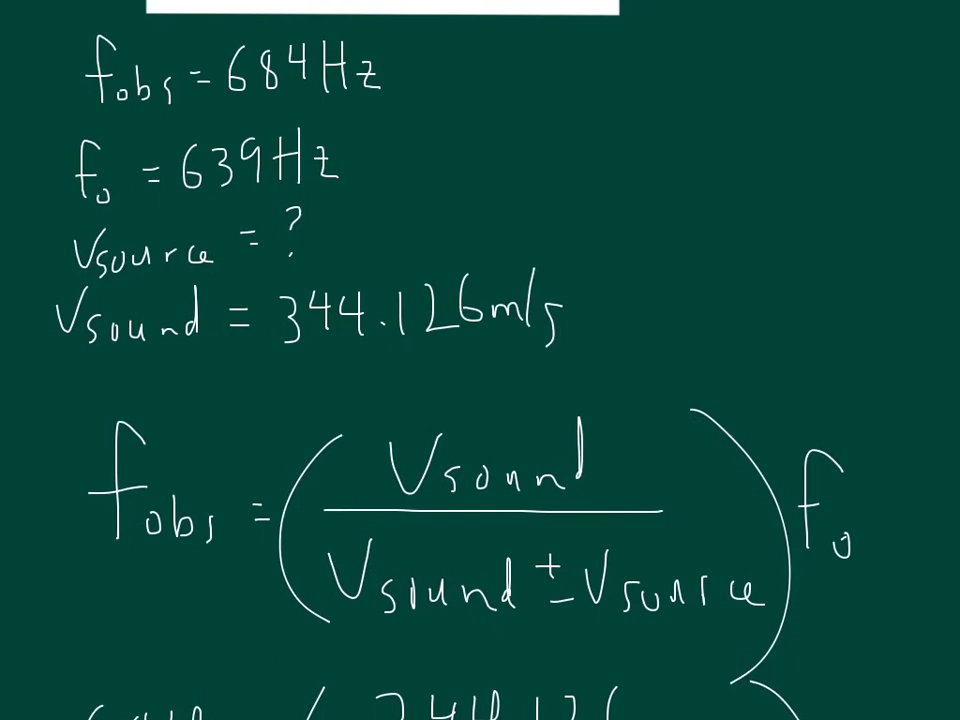 fobs = 684Hz
f0 = 639Hz
Vsource = ?
Vsound = 344.126m/s
fobs = (Vsound / Vsound ± Vsource) f0